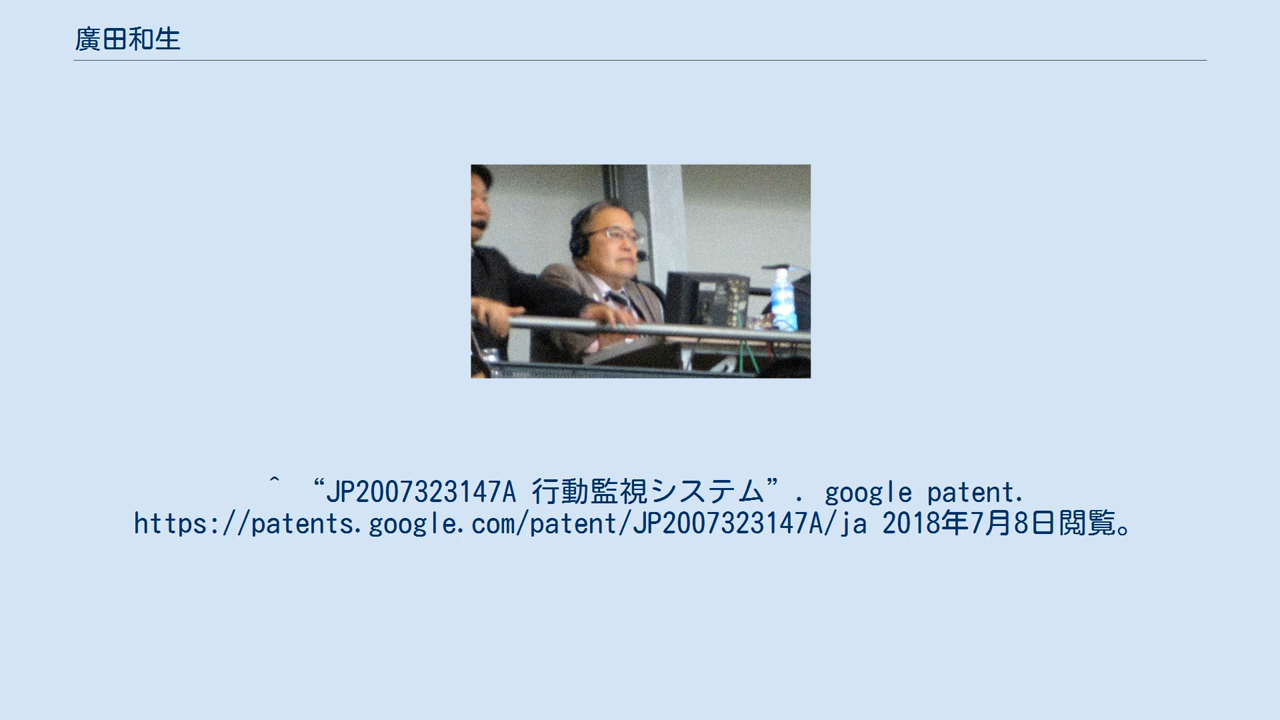 廣田和生
^ “JP2007323147A 行動監視システム”. google patent.
https://patents.google.com/patent/JP2007323147A/ja 2018年7月8日閲覧。